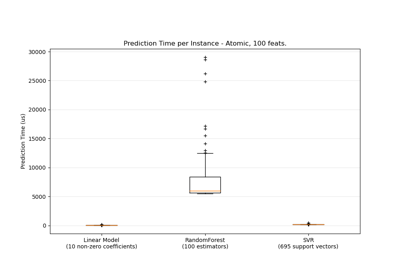 Prediction Time per Instance - Atomic, 100 feats.
30000
25000
20000
15000
10000
5000
0
Prediction Time (us)
Linear Model
(10 non-zero coefficients)
RandomForest
(100 estimators)
SVR
(695 support vectors)